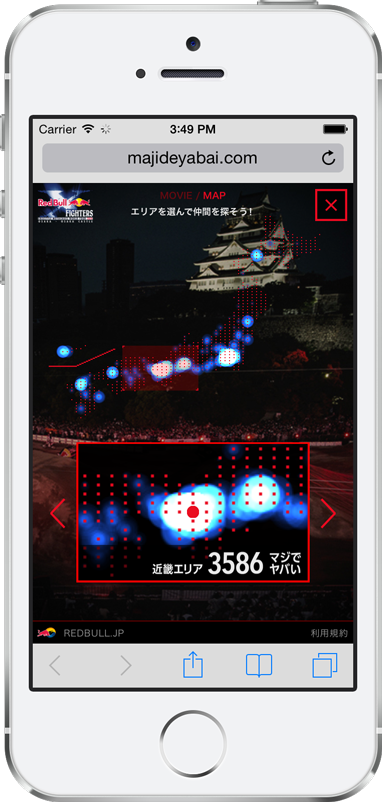 Carrier
3:49 PM
majideyabai.com
MOVIE / MAP
Red Bull
FIGHTERS
エリアを選んで仲間を探そう!
近畿エリア 3586 マジで
ヤバい
REDBULL.JP
利用規約